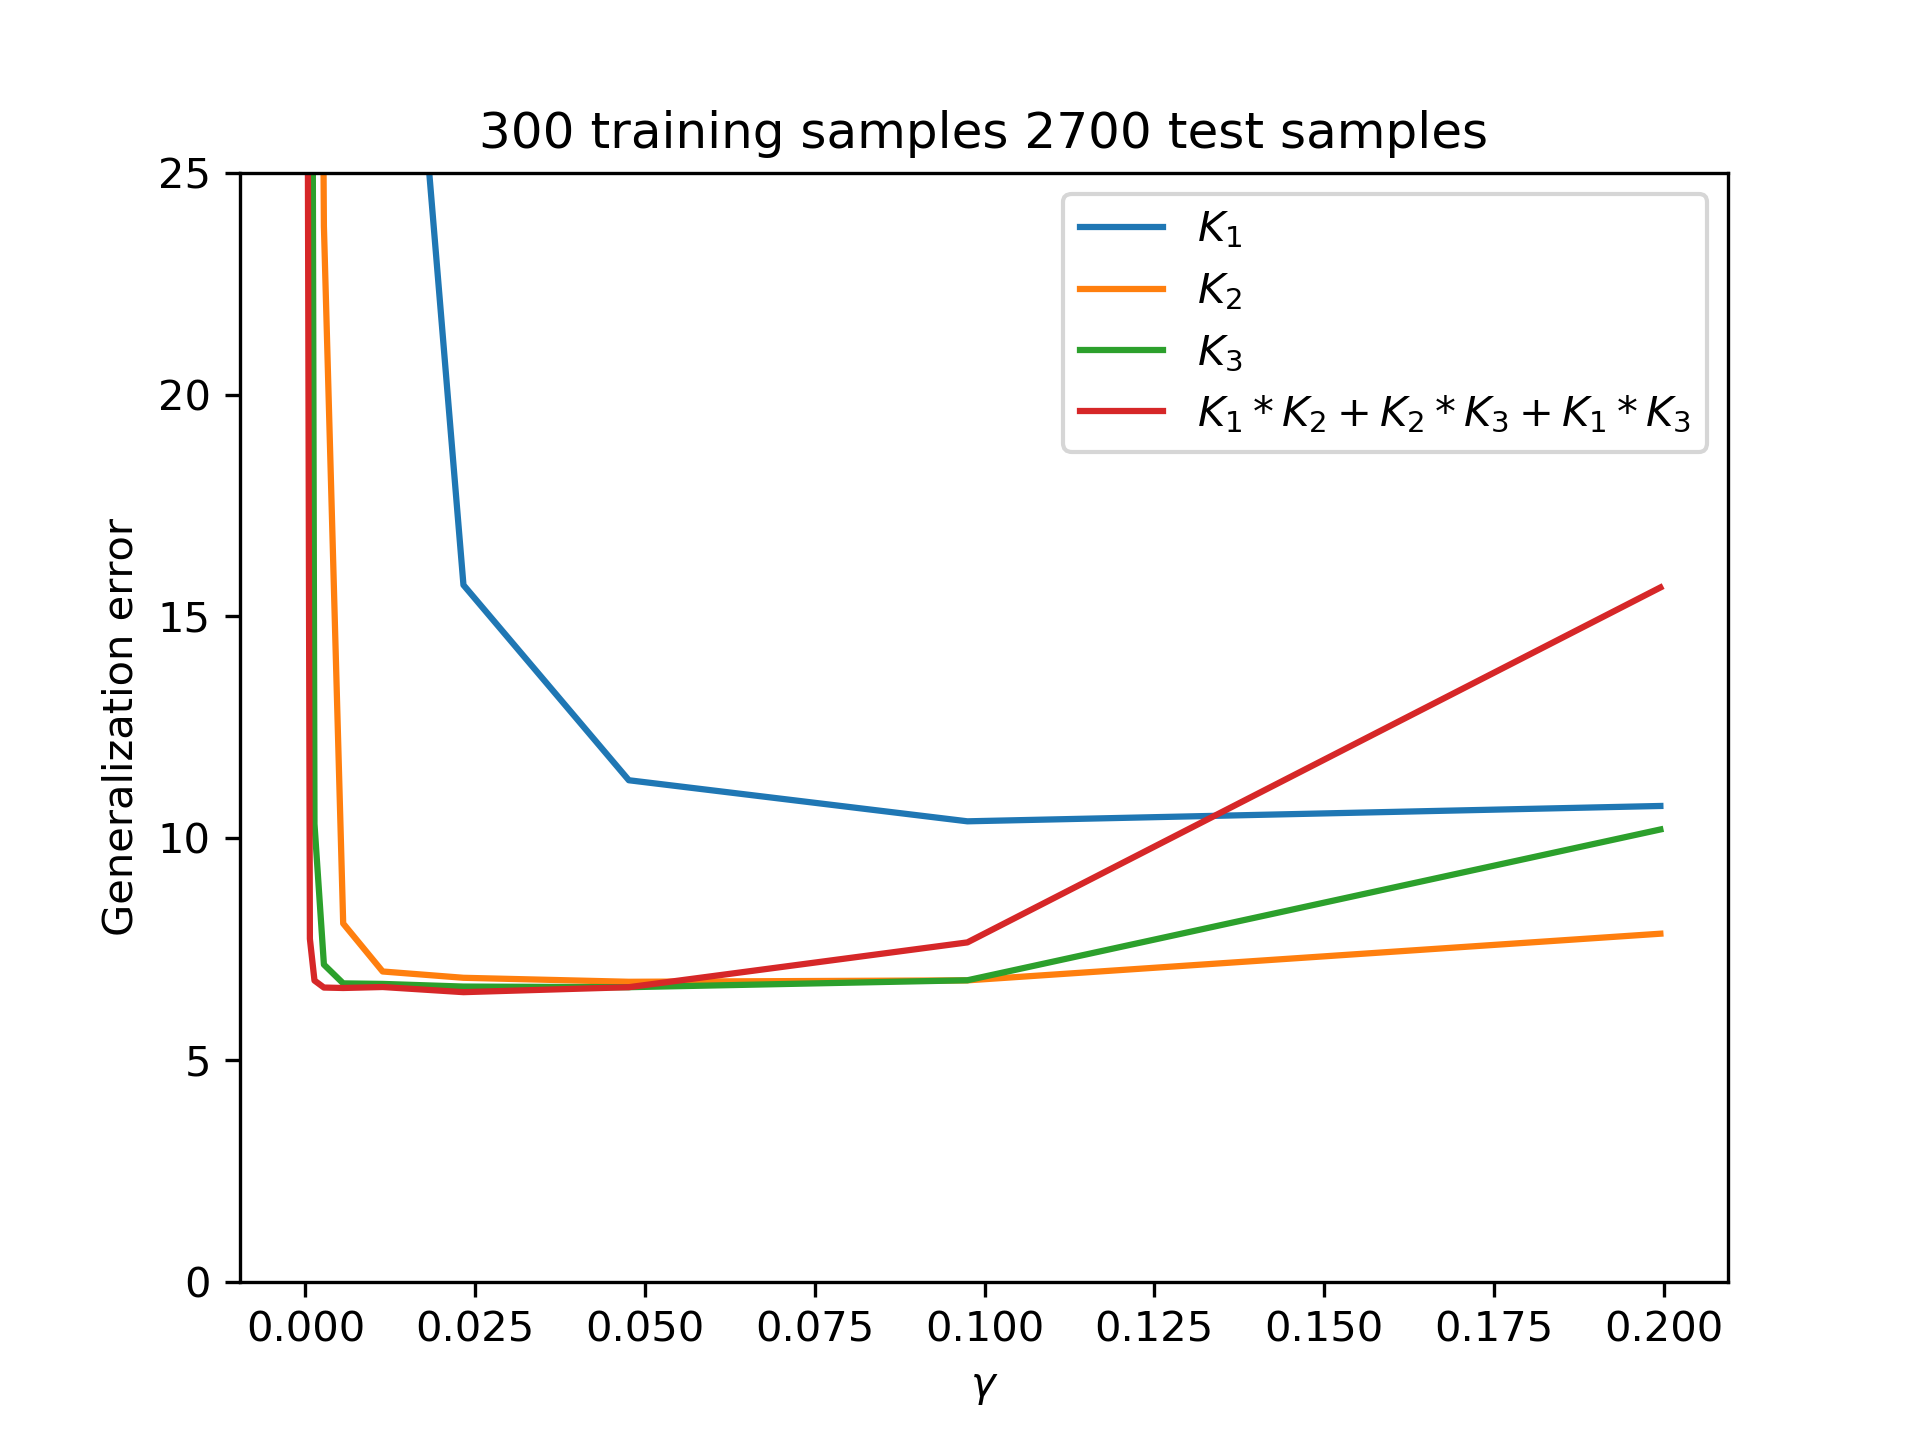 300 training samples 2700 test samples
25
20
15
10
5
0
Generalization error
K₁
K₂
K₃
K₁ * K₂ + K₂ * K₃ + K₁ * K₃
0.000 0.025 0.050 0.075 0.100 0.125 0.150 0.175 0.200
γ